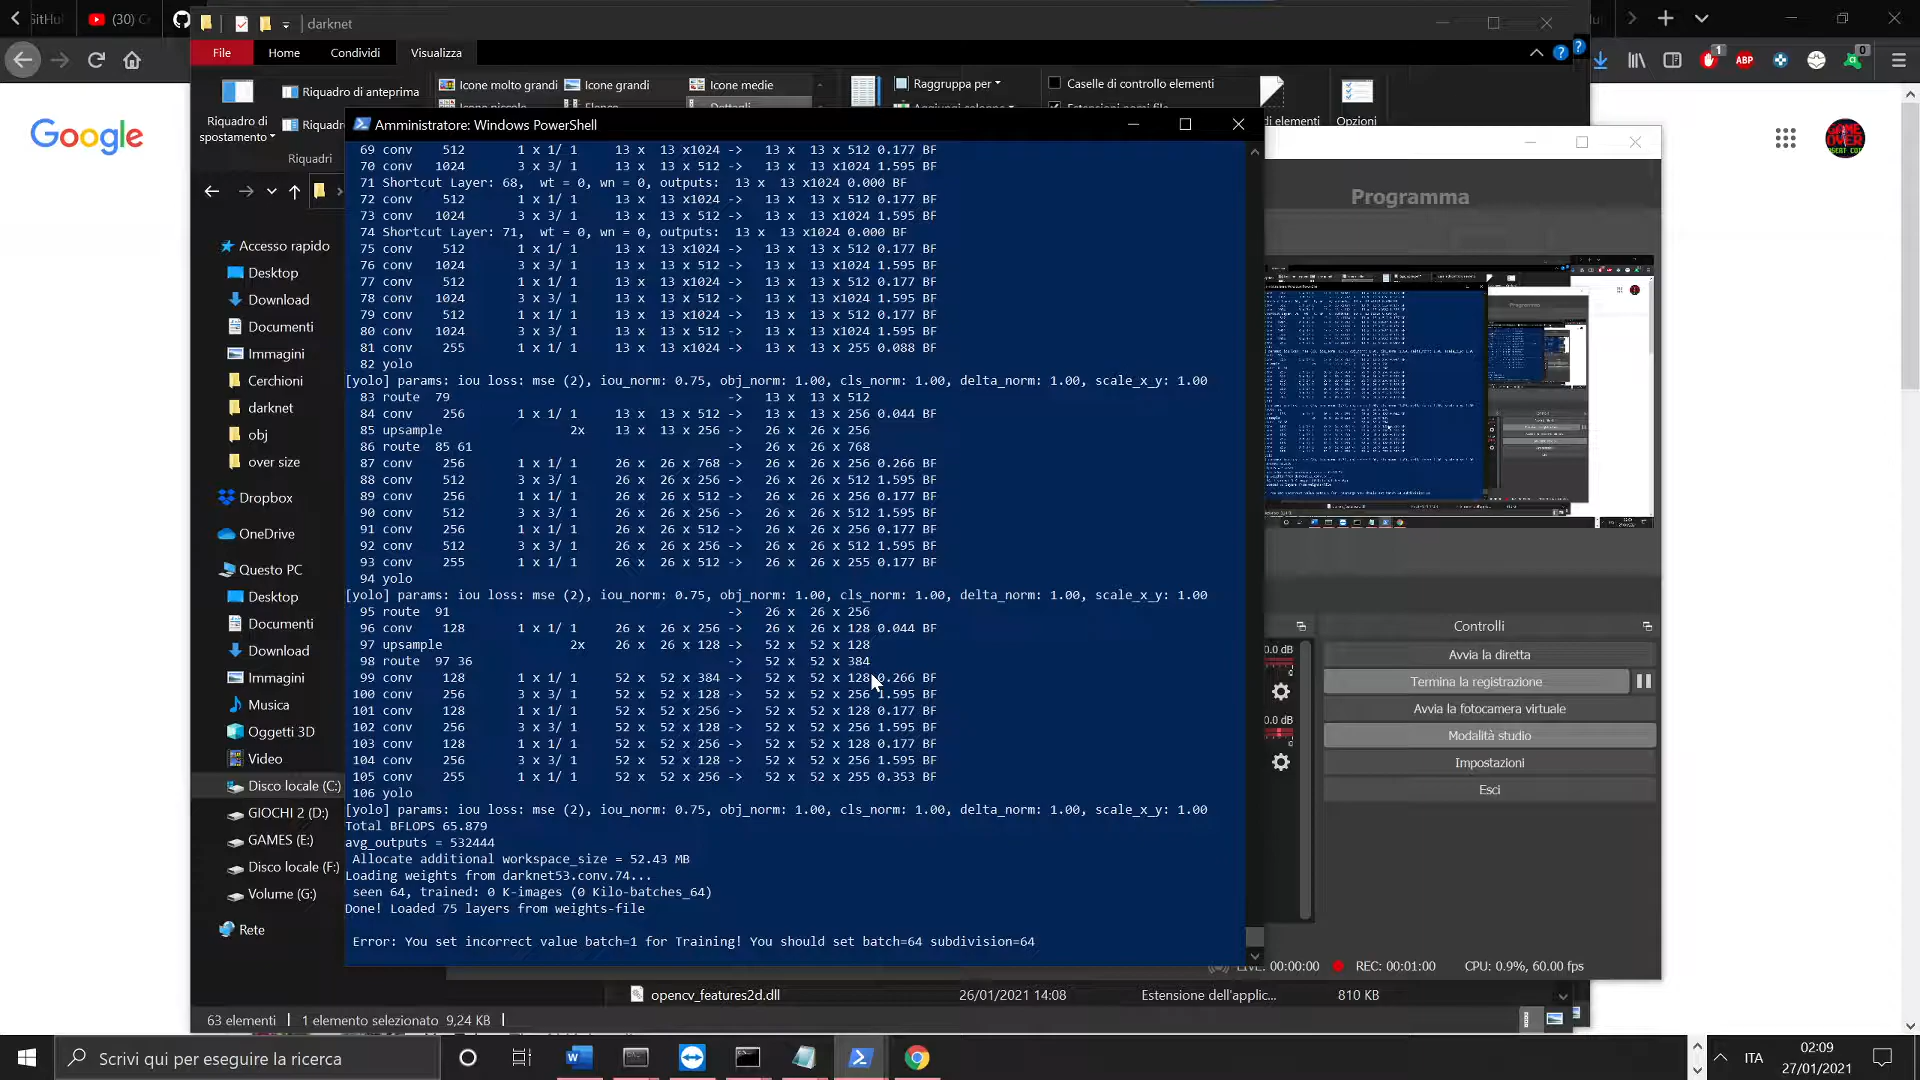 (30)
darknet
File
Home
Condividi
Visualizza
Google
Riquadro di
spostamento
Riquadro di anteprima
Riquadri
Icone molto grandi
Icone grandi
Icone medie
Elenco
Dettagli
Raggruppa per
Caselle di controllo elementi
Opzioni
Accesso rapido
Desktop
Download
Documenti
Immagini
Cerchioni
darknet
obj
over size
Dropbox
OneDrive
Questo PC
Desktop
Documenti
Download
Immagini
Musica
Oggetti 3D
Video
Disco locale (C:)
GIOCHI 2 (D:)
GAMES (E:)
Disco locale (F:)
Volume (G:)
Rete
Amministratore: Windows PowerShell
69 conv 512 1 x 1/ 1 13 x 13 x1024 -> 13 x 13 x 512 0.177 BF
70 conv 1024 3 x 3/ 1 13 x 13 x 512 -> 13 x 13 x1024 1.595 BF
71 Shortcut Layer: 68, wt = 0, wn = 0, outputs: 13 x 13 x1024 0.000 BF
72 conv 512 1 x 1/ 1 13 x 13 x1024 -> 13 x 13 x 512 0.177 BF
73 conv 1024 3 x 3/ 1 13 x 13 x 512 -> 13 x 13 x1024 1.595 BF
74 Shortcut Layer: 71, wt = 0, wn = 0, outputs: 13 x 13 x1024 0.000 BF
75 conv 512 1 x 1/ 1 13 x 13 x1024 -> 13 x 13 x 512 0.177 BF
76 conv 1024 3 x 3/ 1 13 x 13 x 512 -> 13 x 13 x1024 1.595 BF
77 conv 512 1 x 1/ 1 13 x 13 x1024 -> 13 x 13 x 512 0.177 BF
78 conv 1024 3 x 3/ 1 13 x 13 x 512 -> 13 x 13 x1024 1.595 BF
79 conv 512 1 x 1/ 1 13 x 13 x1024 -> 13 x 13 x 512 0.177 BF
80 conv 1024 3 x 3/ 1 13 x 13 x 512 -> 13 x 13 x1024 1.595 BF
81 conv 255 1 x 1/ 1 13 x 13 x1024 -> 13 x 13 x 255 0.088 BF
82 yolo
[yolo] params: iou loss: mse (2), iou_norm: 0.75, obj_norm: 1.00, cls_norm: 1.00, delta_norm: 1.00, scale_x_y: 1.00
83 route 79 -> 13 x 13 x 512
84 conv 256 1 x 1/ 1 13 x 13 x 512 -> 13 x 13 x 256 0.044 BF
85 upsample 2x 13 x 13 x 256 -> 26 x 26 x 256
86 route 85 61 -> 26 x 26 x 768
87 conv 256 1 x 1/ 1 26 x 26 x 768 -> 26 x 26 x 256 0.266 BF
88 conv 512 3 x 3/ 1 26 x 26 x 256 -> 26 x 26 x 512 1.595 BF
89 conv 256 1 x 1/ 1 26 x 26 x 512 -> 26 x 26 x 256 0.177 BF
90 conv 512 3 x 3/ 1 26 x 26 x 256 -> 26 x 26 x 512 1.595 BF
91 conv 256 1 x 1/ 1 26 x 26 x 512 -> 26 x 26 x 256 0.177 BF
92 conv 512 3 x 3/ 1 26 x 26 x 256 -> 26 x 26 x 512 1.595 BF
93 conv 255 1 x 1/ 1 26 x 26 x 512 -> 26 x 26 x 255 0.177 BF
94 yolo
[yolo] params: iou loss: mse (2), iou_norm: 0.75, obj_norm: 1.00, cls_norm: 1.00, delta_norm: 1.00, scale_x_y: 1.00
95 route 91 -> 26 x 26 x 256
96 conv 128 1 x 1/ 1 26 x 26 x 256 -> 26 x 26 x 128 0.044 BF
97 upsample 2x 26 x 26 x 128 -> 52 x 52 x 128
98 route 97 36 -> 52 x 52 x 384
99 conv 128 1 x 1/ 1 52 x 52 x 384 -> 52 x 52 x 128 0.266 BF
100 conv 256 3 x 3/ 1 52 x 52 x 128 -> 52 x 52 x 256 1.595 BF
101 conv 128 1 x 1/ 1 52 x 52 x 256 -> 52 x 52 x 128 0.177 BF
102 conv 256 3 x 3/ 1 52 x 52 x 128 -> 52 x 52 x 256 1.595 BF
103 conv 128 1 x 1/ 1 52 x 52 x 256 -> 52 x 52 x 128 0.177 BF
104 conv 256 3 x 3/ 1 52 x 52 x 128 -> 52 x 52 x 256 1.595 BF
105 conv 255 1 x 1/ 1 52 x 52 x 256 -> 52 x 52 x 255 0.353 BF
106 yolo
[yolo] params: iou loss: mse (2), iou_norm: 0.75, obj_norm: 1.00, cls_norm: 1.00, delta_norm: 1.00, scale_x_y: 1.00
Total BFLOPS 65.879
avg_outputs = 532444
Allocate additional workspace_size = 52.43 MB
Loading weights from darknet53.conv.74...
seen 64, trained: 0 K-images (0 Kilo-batches_64)
Done! Loaded 75 layers from weights-file
Error: You set incorrect value batch=1 for Training! You should set batch=64 subdivision=64
Programma
ABP
GAME OVER
0.0 dB
0.0 dB
Controlli
Avvia la diretta
Termina la registrazione
Avvia la fotocamera virtuale
Modalità studio
Impostazioni
Esci
LIVE: 00:00:00
REC: 00:01:00
CPU: 0.9%, 60.00 fps
opencv_features2d.dll 26/01/2021 14:08 Estensione dell'applic... 810 KB
63 elementi
1 elemento selezionato 9,24 KB
Scrivi qui per eseguire la ricerca
ITA
02:09
27/01/2021